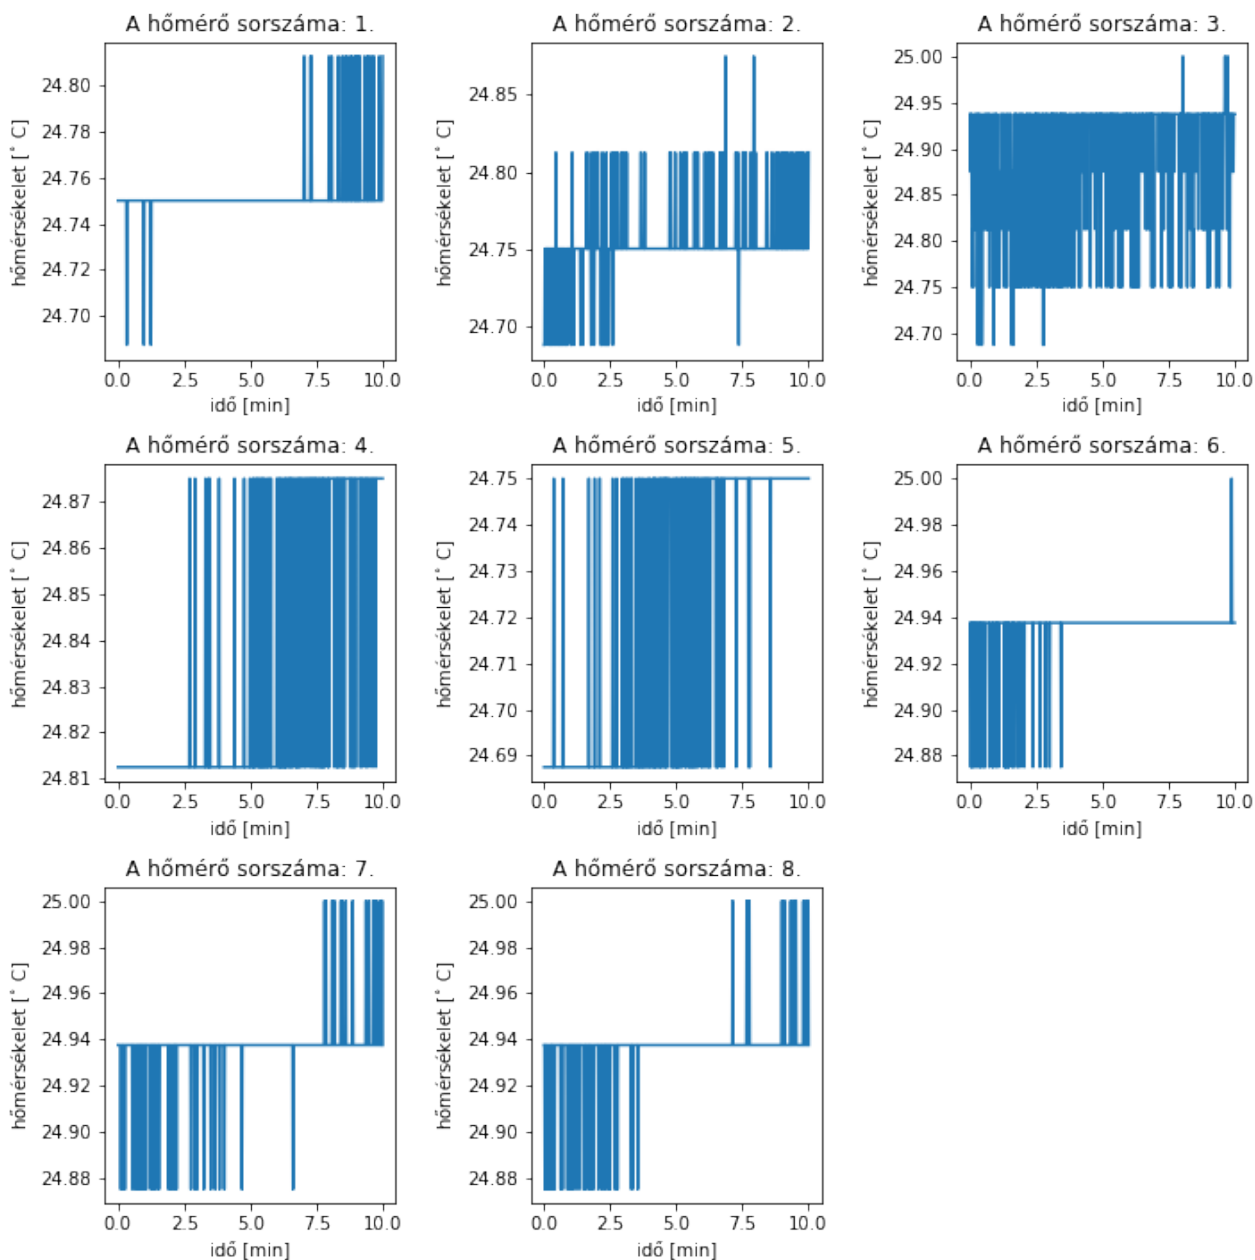 A hőmérő sorszáma: 1.
hőmérsékelet [˚ C]
24.80
24.78
24.76
24.74
24.72
24.70
0.0 2.5 5.0 7.5 10.0
idő [min]
A hőmérő sorszáma: 2.
hőmérsékelet [˚ C]
24.85
24.80
24.75
24.70
0.0 2.5 5.0 7.5 10.0
idő [min]
A hőmérő sorszáma: 3.
hőmérsékelet [˚ C]
25.00
24.95
24.90
24.85
24.80
24.75
24.70
0.0 2.5 5.0 7.5 10.0
idő [min]
A hőmérő sorszáma: 4.
hőmérsékelet [˚ C]
24.87
24.86
24.85
24.84
24.83
24.82
24.81
0.0 2.5 5.0 7.5 10.0
idő [min]
A hőmérő sorszáma: 5.
hőmérsékelet [˚ C]
24.75
24.74
24.73
24.72
24.71
24.70
24.69
0.0 2.5 5.0 7.5 10.0
idő [min]
A hőmérő sorszáma: 6.
hőmérsékelet [˚ C]
25.00
24.98
24.96
24.94
24.92
24.90
24.88
0.0 2.5 5.0 7.5 10.0
idő [min]
A hőmérő sorszáma: 7.
hőmérsékelet [˚ C]
25.00
24.98
24.96
24.94
24.92
24.90
24.88
0.0 2.5 5.0 7.5 10.0
idő [min]
A hőmérő sorszáma: 8.
hőmérsékelet [˚ C]
25.00
24.98
24.96
24.94
24.92
24.90
24.88
0.0 2.5 5.0 7.5 10.0
idő [min]